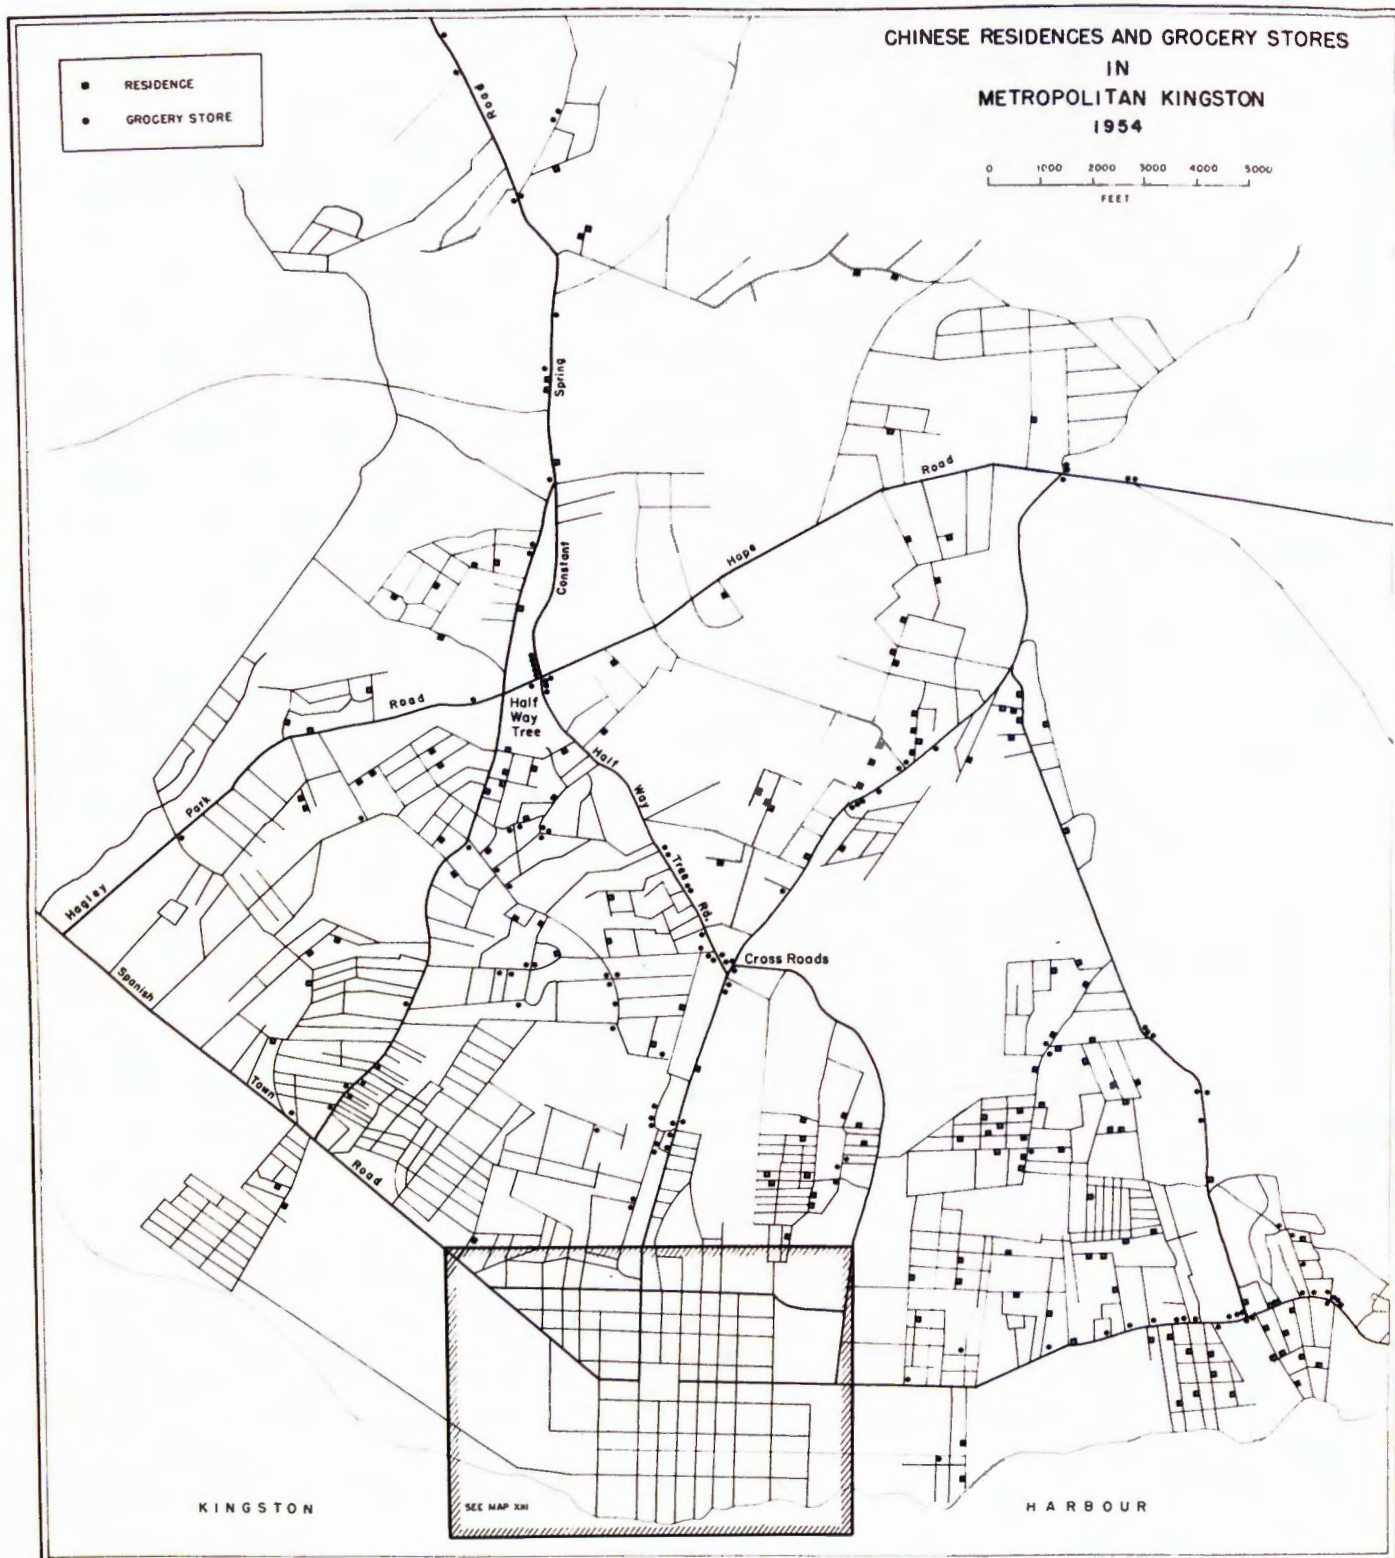 CHINESE RESIDENCES AND GROCERY STORES
IN
METROPOLITAN KINGSTON
1954
RESIDENCE
GROCERY STORE
0 1000 2000 3000 4000 5000
FEET
Road
Spring
Road
Hope
Constant
Road
Half
Way
Tree
Half
Way
Tree
Rd.
Park
Hagley
Cross Roads
Spanish
Town
Road
SEE MAP XIII
KINGSTON
HARBOUR